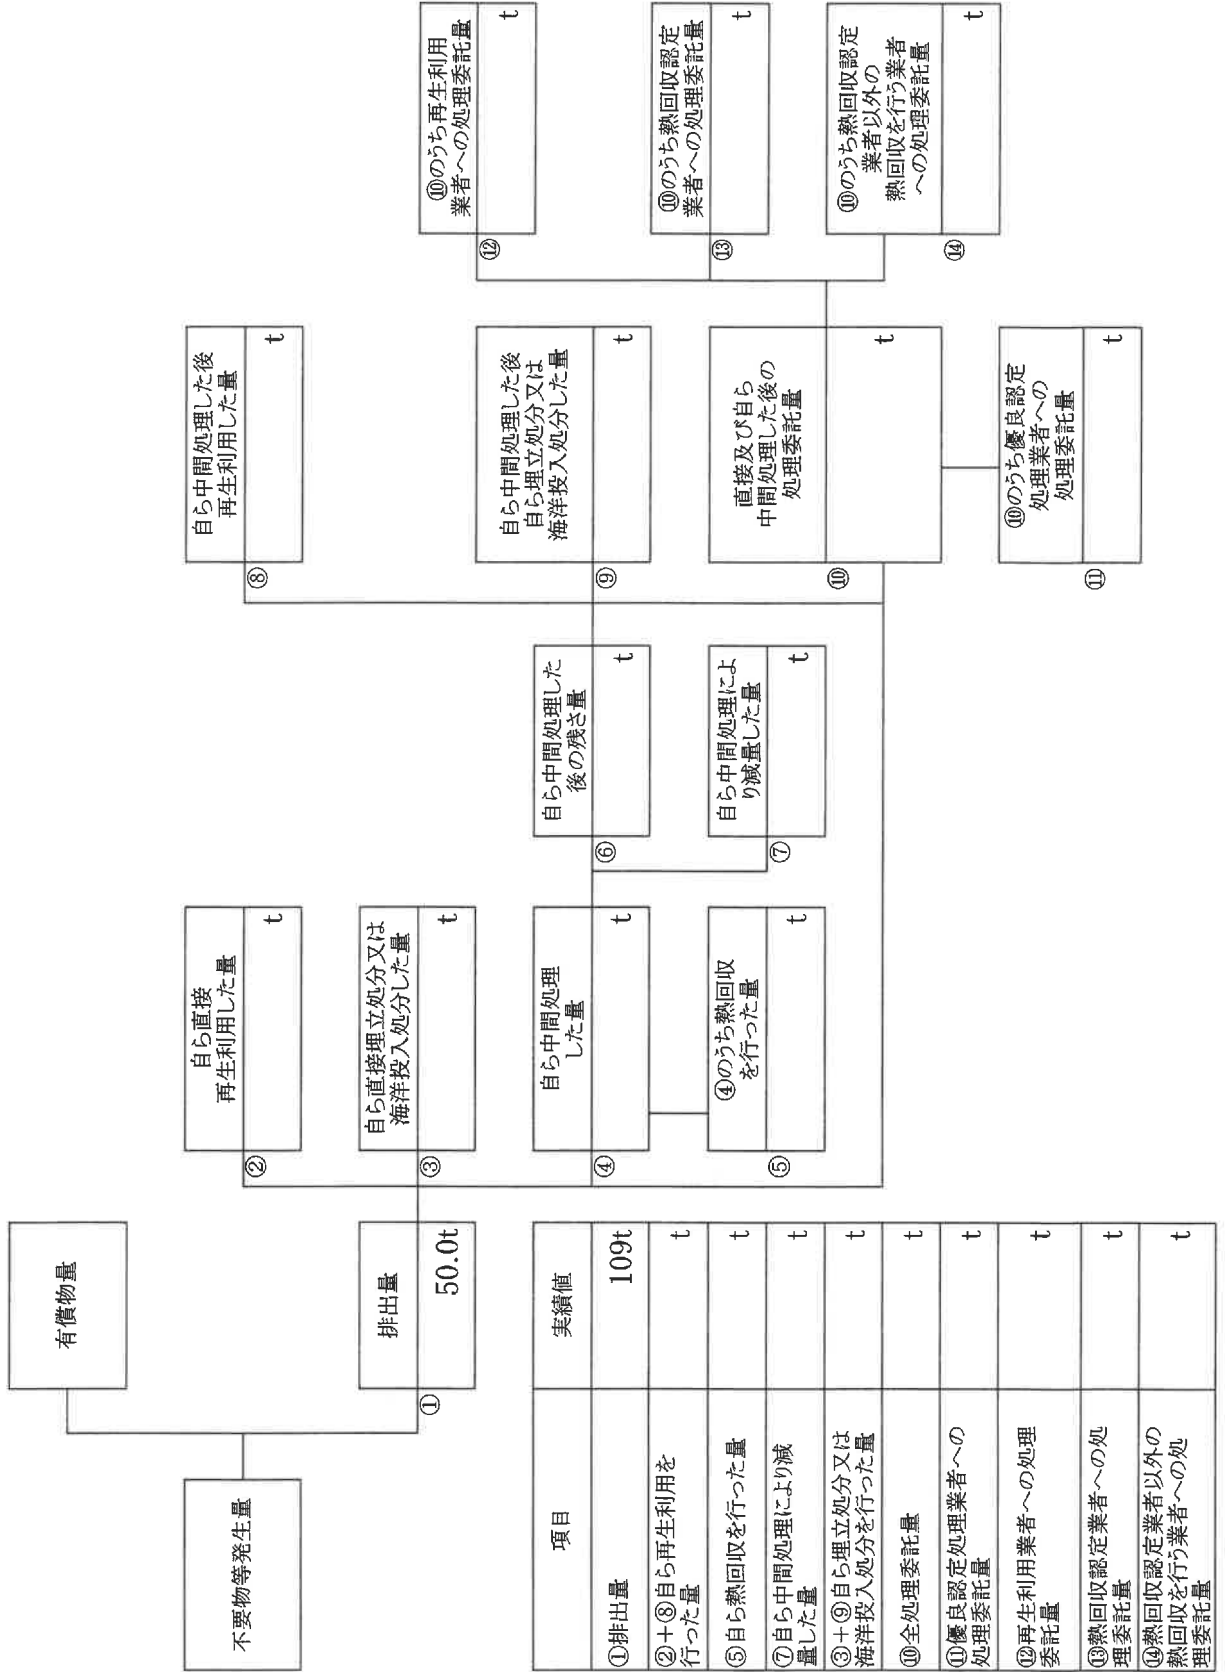 有償物量
不要物等発生量
①
排出量
50.0t
②
自ら直接
再生利用した量
t
③
自ら直接埋立処分又は
海洋投入処分した量
t
④
自ら中間処理
した量
t
⑤
④のうち熱回収
を行った量
t
⑥
自ら中間処理した
後の残さ量
t
⑦
自ら中間処理によ
り減量した量
t
⑧
自ら中間処理した後
再生利用した量
t
⑨
自ら中間処理した後
自ら埋立処分又は
海洋投入処分した量
t
⑩
直接及び自ら
中間処理した後の
処理委託量
t
⑪
⑩のうち優良認定
処理業者への
処理委託量
t
⑫
⑩のうち再生利用
業者への処理委託量
t
⑬
⑩のうち熱回収認定
業者への処理委託量
t
⑭
⑩のうち熱回収認定
業者以外の
熱回収を行う業者
への処理委託量
t
項目 実績値
①排出量 109t
②+⑧自ら再生利用を
行った量 t
⑤自ら熱回収を行った量 t
⑦自ら中間処理により減
量した量 t
③+⑨自ら埋立処分又は
海洋投入処分を行った量 t
⑩全処理委託量 t
⑪優良認定処理業者への
処理委託量 t
⑫再生利用業者への処理
委託量 t
⑬熱回収認定業者への処
理委託量 t
⑭熱回収認定業者以外の
熱回収を行う業者への処
理委託量 t